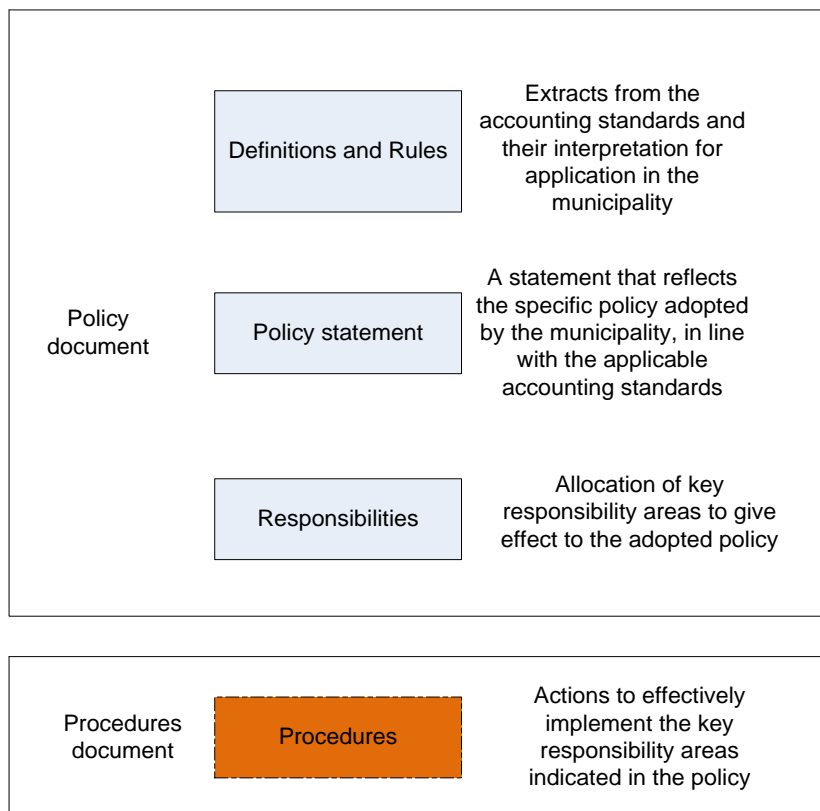 Definitions and Rules
Extracts from the
accounting standards and
their interpretation for
application in the
municipality
Policy
document
Policy statement
A statement that reflects
the specific policy adopted
by the municipality, in line
with the applicable
accounting standards
Responsibilities
Allocation of key
responsibility areas to give
effect to the adopted policy
Procedures
document
Procedures
Actions to effectively
implement the key
responsibility areas
indicated in the policy